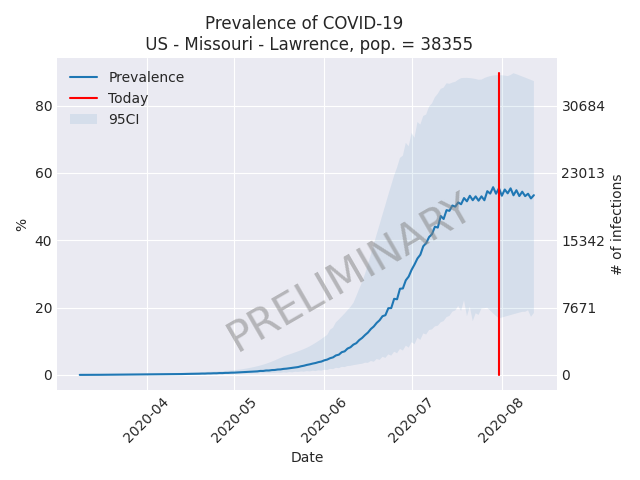 Prevalence of COVID-19
US - Missouri - Lawrence, pop. = 38355
Prevalence
Today
95CI
PRELIMINARY
%
80
60
40
20
0
30684
23013
15342
7671
0
# of infections
2020-04
2020-05
2020-06
2020-07
2020-08
Date